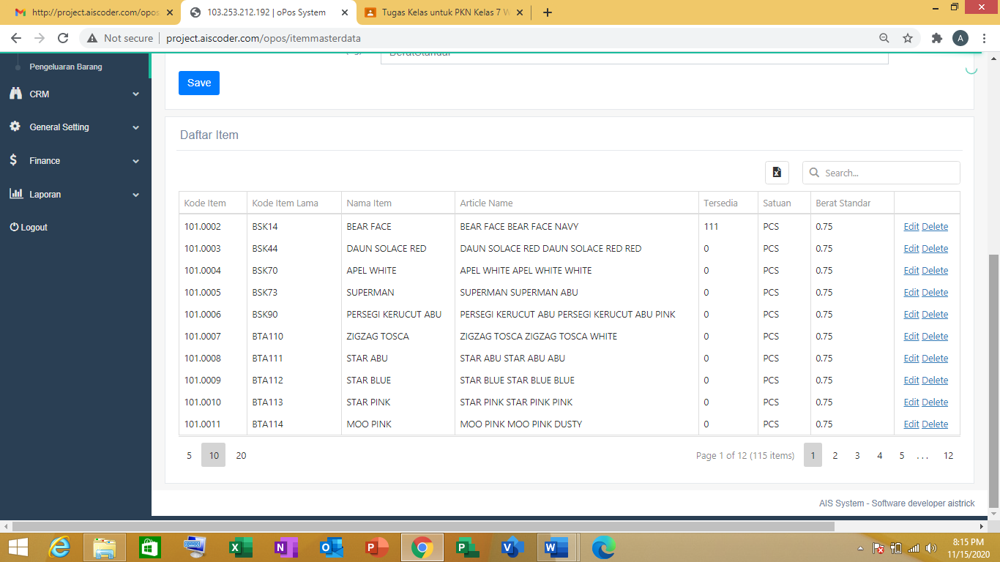 http://project.aiscoder.com/opos
103.253.212.192 | oPos System
Tugas Kelas untuk PKN Kelas 7 W
Not secure
project.aiscoder.com/opos/itemmasterdata
A
Pengeluaran Barang
CRM
General Setting
Finance
Laporan
Logout
BeratStandar
Save
Daftar Item
Search...
Kode Item Kode Item Lama Nama Item Article Name Tersedia Satuan Berat Standar
101.0002 BSK14 BEAR FACE BEAR FACE BEAR FACE NAVY 111 PCS 0.75 Edit Delete
101.0003 BSK44 DAUN SOLACE RED DAUN SOLACE RED DAUN SOLACE RED RED 0 PCS 0.75 Edit Delete
101.0004 BSK70 APEL WHITE APEL WHITE APEL WHITE WHITE 0 PCS 0.75 Edit Delete
101.0005 BSK73 SUPERMAN SUPERMAN SUPERMAN ABU 0 PCS 0.75 Edit Delete
101.0006 BSK90 PERSEGI KERUCUT ABU PERSEGI KERUCUT ABU PERSEGI KERUCUT ABU PINK 0 PCS 0.75 Edit Delete
101.0007 BTA110 ZIGZAG TOSCA ZIGZAG TOSCA ZIGZAG TOSCA WHITE 0 PCS 0.75 Edit Delete
101.0008 BTA111 STAR ABU STAR ABU STAR ABU ABU 0 PCS 0.75 Edit Delete
101.0009 BTA112 STAR BLUE STAR BLUE STAR BLUE BLUE 0 PCS 0.75 Edit Delete
101.0010 BTA113 STAR PINK STAR PINK STAR PINK PINK 0 PCS 0.75 Edit Delete
101.0011 BTA114 MOO PINK MOO PINK MOO PINK DUSTY 0 PCS 0.75 Edit Delete
5 10 20
Page 1 of 12 (115 items) 1 2 3 4 5 ... 12
AIS System - Software developer aistrick
8:15 PM
11/15/2020